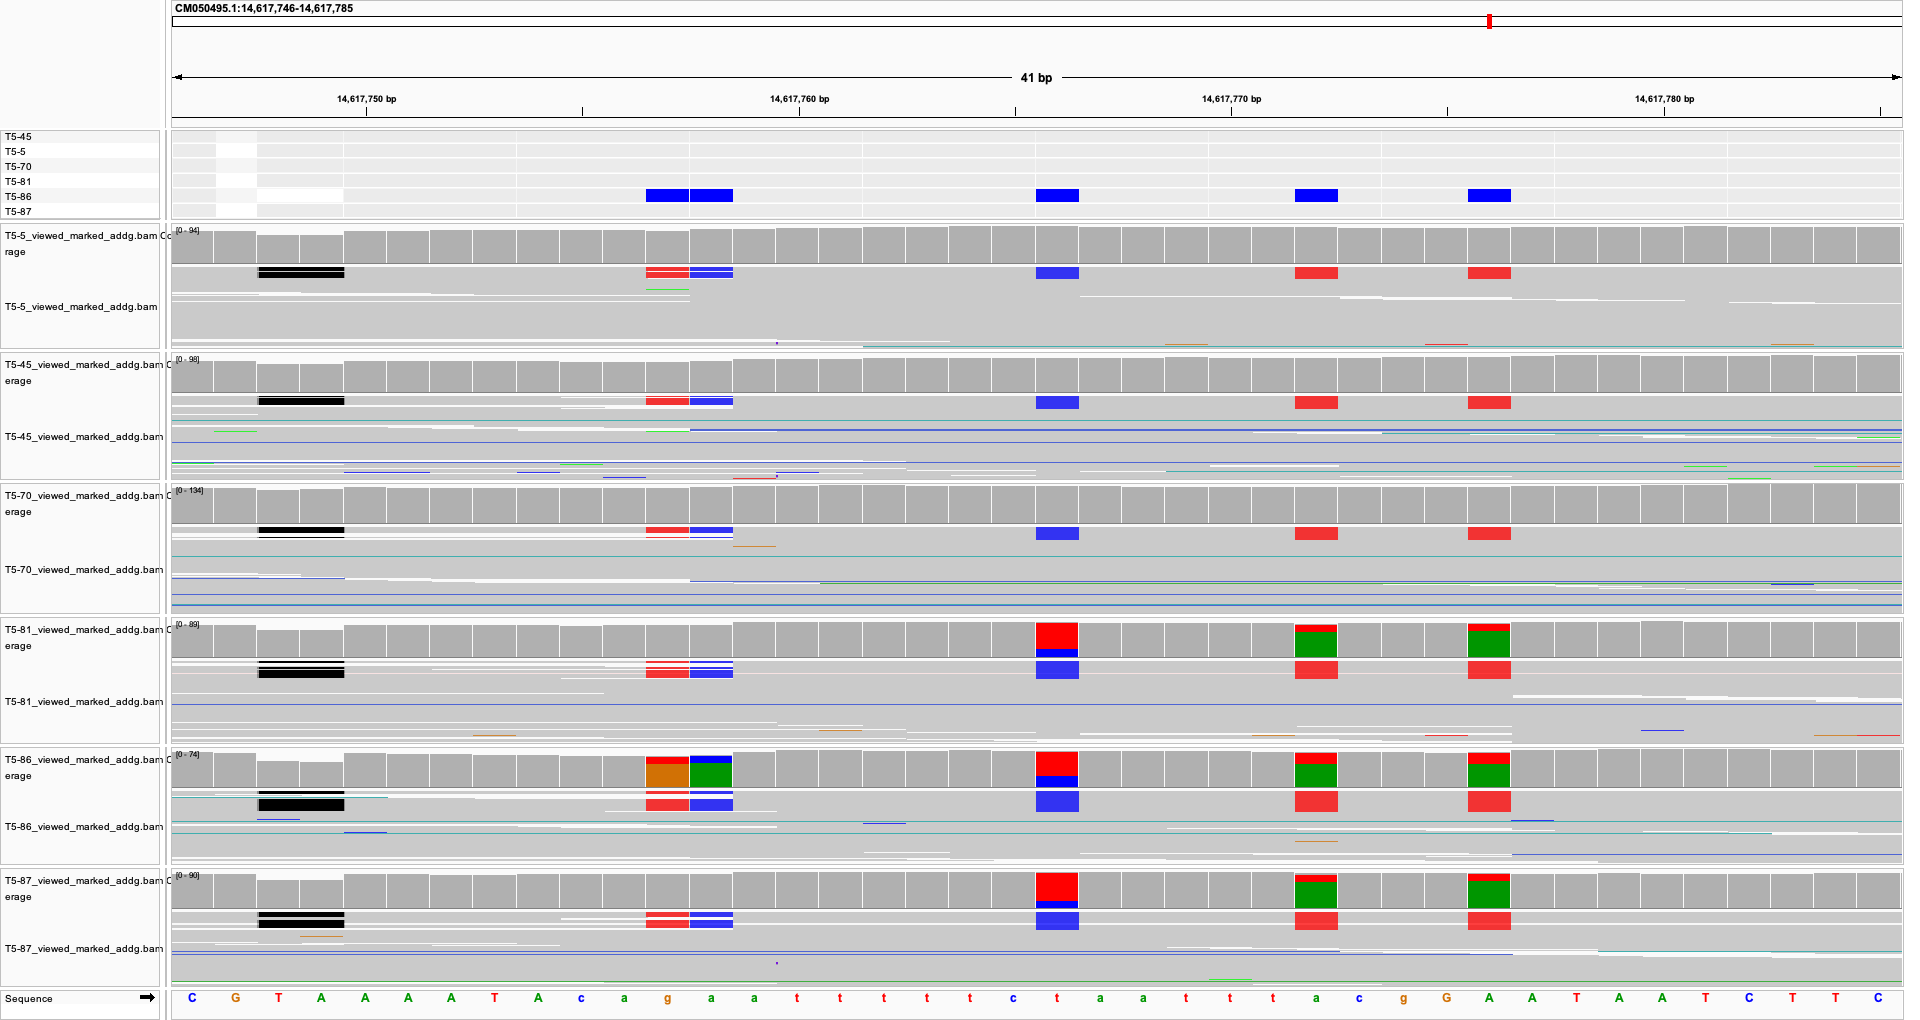 CM050495.1:14,617,746-14,617,785
41 bp
14,617,750 bp 14,617,760 bp 14,617,770 bp 14,617,780 bp
T5-45
T5-5
T5-70
T5-81
T5-86
T5-87
T5-5_viewed_marked_addg.bam Co [0 - 94]
rage
T5-5_viewed_marked_addg.bam
T5-45_viewed_marked_addg.bam C [0 - 98]
erage
T5-45_viewed_marked_addg.bam
T5-70_viewed_marked_addg.bam C [0 - 134]
erage
T5-70_viewed_marked_addg.bam
T5-81_viewed_marked_addg.bam C [0 - 89]
erage
T5-81_viewed_marked_addg.bam
T5-86_viewed_marked_addg.bam C [0 - 74]
erage
T5-86_viewed_marked_addg.bam
T5-87_viewed_marked_addg.bam C [0 - 90]
erage
T5-87_viewed_marked_addg.bam
Sequence C G T A A A A T A c a g a a t t t t t c t a a t t t a c g G A A T A A T C T T C